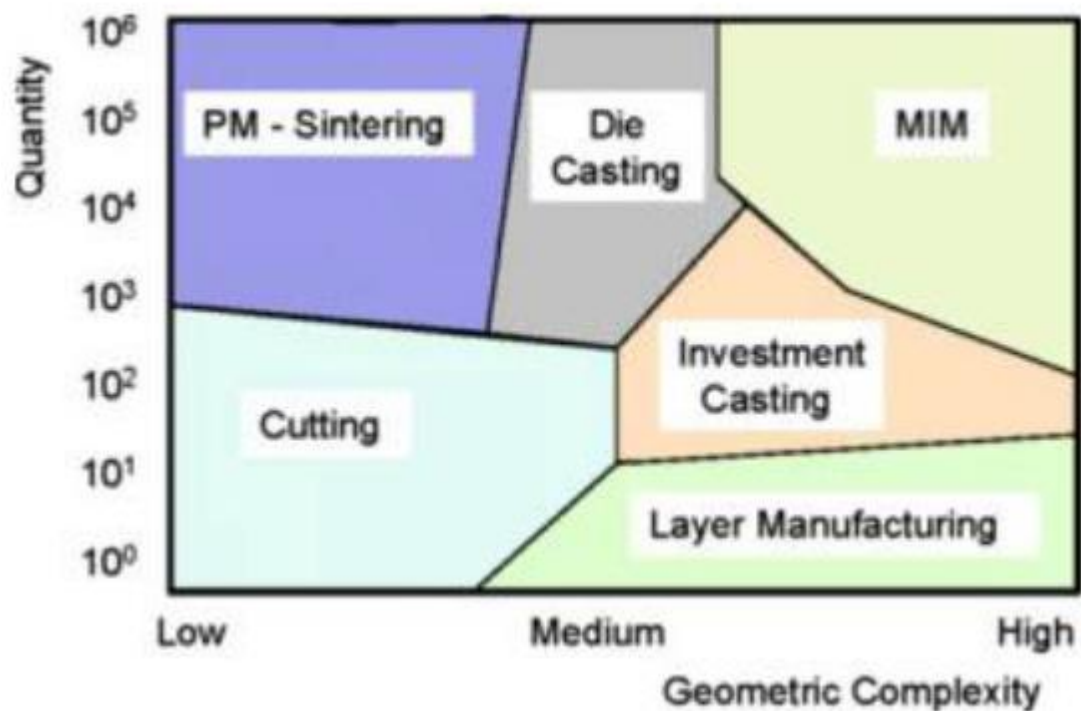 Quantity
10⁶
10⁵
10⁴
10³
10²
10¹
10⁰
PM - Sintering
Die
Casting
MIM
Investment
Casting
Cutting
Layer Manufacturing
Low
Medium
High
Geometric Complexity